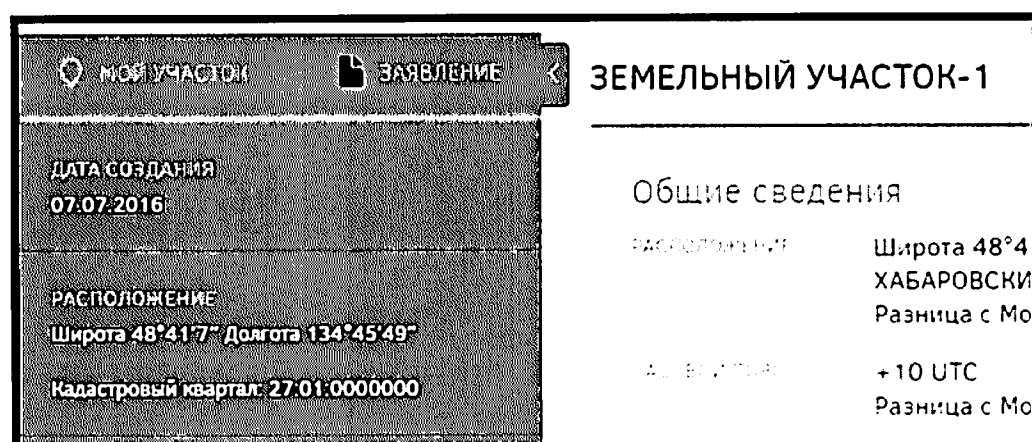 МОЙ УЧАСТОК
ЗАЯВЛЕНИЕ
ДАТА СОЗДАНИЯ
07.07.2016
РАСПОЛОЖЕНИЕ
Широта 48°41'7" Долгота 134°45'49"
Кадастровый квартал: 27:01:0000000
ЗЕМЕЛЬНЫЙ УЧАСТОК-1
Общие сведения
РАСПОЛОЖЕНИЕ
Широта 48°4
ХАБАРОВСКИ
Разница с Мо
+10 UTC
Разница с Мо